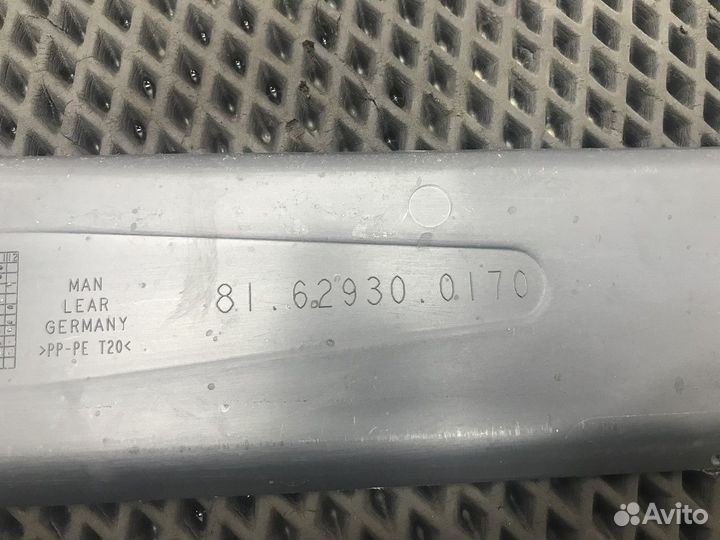 MAN
LEAR
GERMANY
>PP-PE T20<
81.62930.0170
Avito